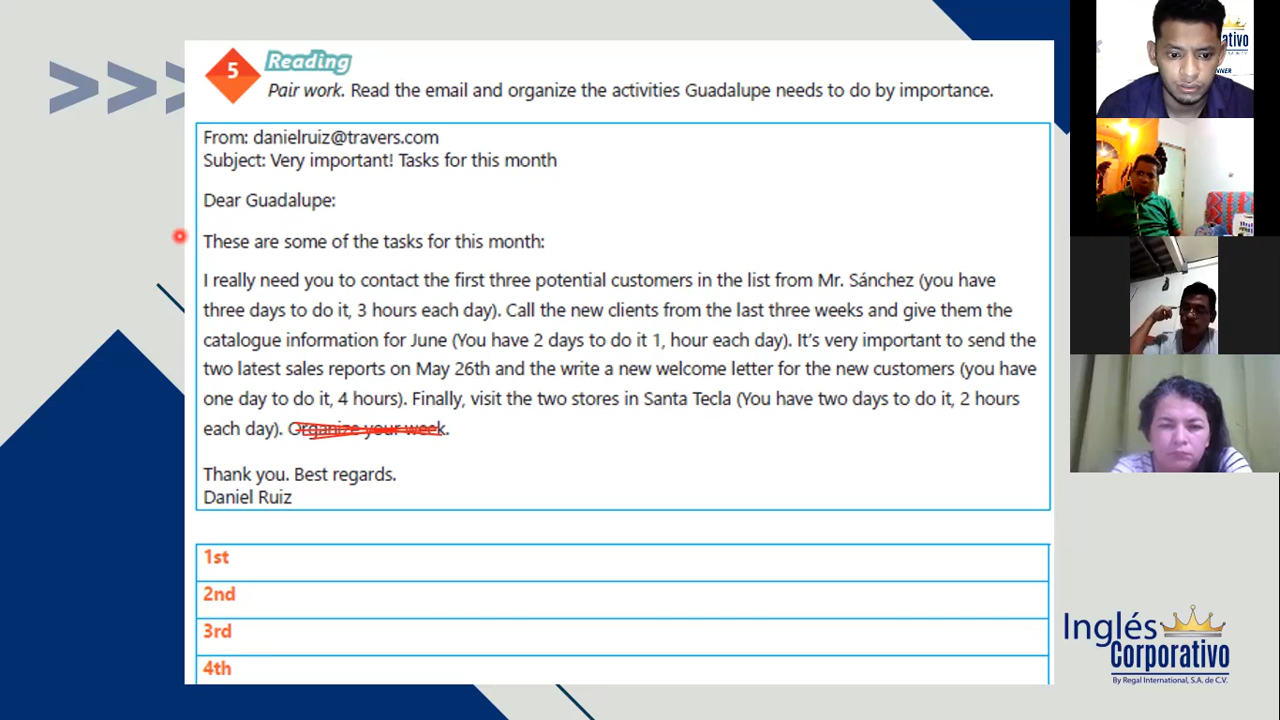 5
Reading
Pair work. Read the email and organize the activities Guadalupe needs to do by importance.
From: danielruiz@travers.com
Subject: Very important! Tasks for this month
Dear Guadalupe:
These are some of the tasks for this month:
I really need you to contact the first three potential customers in the list from Mr. Sánchez (you have
three days to do it, 3 hours each day). Call the new clients from the last three weeks and give them the
catalogue information for June (You have 2 days to do it 1, hour each day). It's very important to send the
two latest sales reports on May 26th and the write a new welcome letter for the new customers (you have
one day to do it, 4 hours). Finally, visit the two stores in Santa Tecla (You have two days to do it, 2 hours
each day). Organize your week.
Thank you. Best regards.
Daniel Ruiz
1st
2nd
3rd
4th
Inglés
Corporativo
By Regal International, S.A. de C.V.